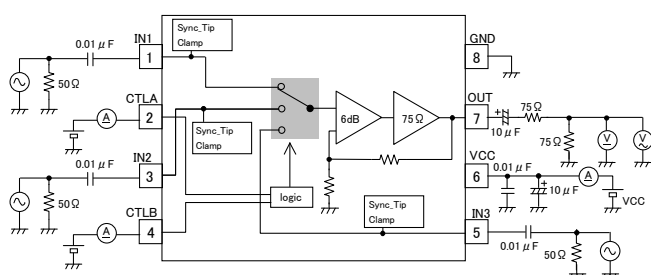 Sync_Tip
Clamp
0.01μF
IN1
1
50Ω
CTLA
2
A
0.01μF
IN2
3
50Ω
CTLB
4
A
Sync_Tip
Clamp
logic
6dB
75Ω
Sync_Tip
Clamp
GND
8
OUT
7
+
10μF
75Ω
75Ω
V
V
VCC
6
0.01μF
+
10μF
A
VCC
IN3
5
0.01μF
50Ω